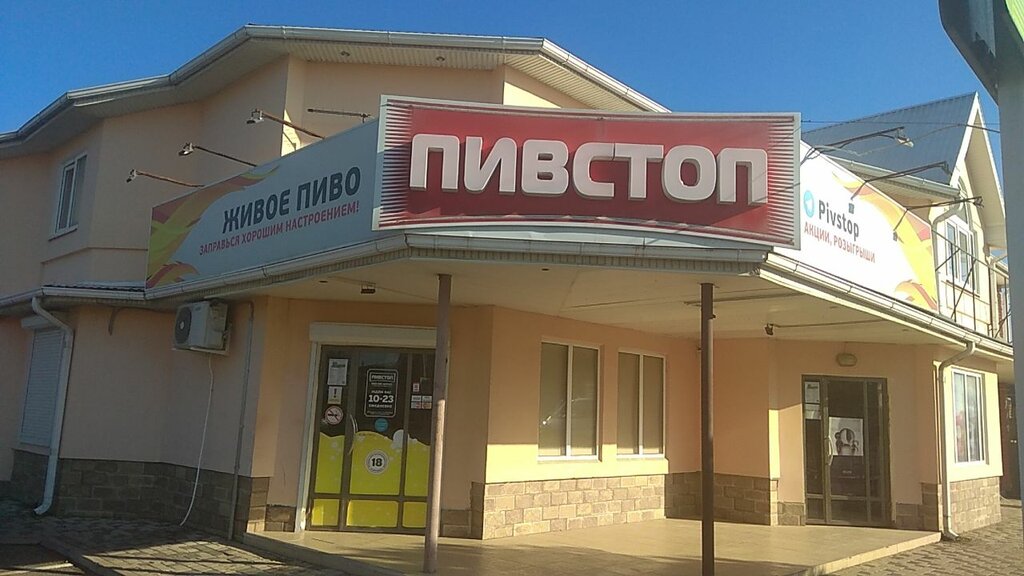 ЖИВОЕ ПИВО
ЗАПРАВЬСЯ ХОРОШИМ НАСТРОЕНИЕМ!
ПИВСТОП
Pivstop
АКЦИИ, РОЗЫГРЫШИ
ПИВСТОП
10-23
18